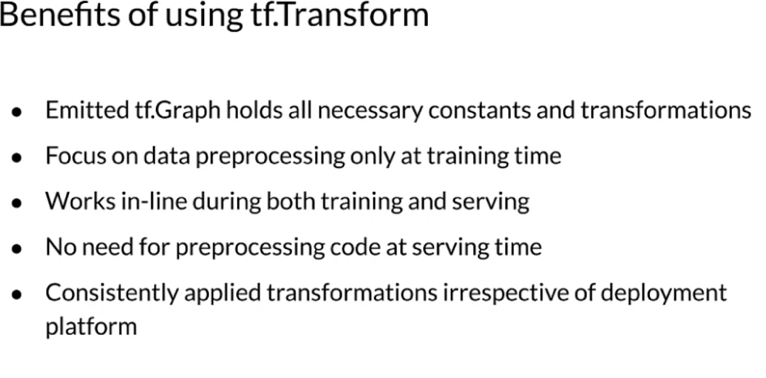 Benefits of using tf.Transform
● Emitted tf.Graph holds all necessary constants and transformations
● Focus on data preprocessing only at training time
● Works in-line during both training and serving
● No need for preprocessing code at serving time
● Consistently applied transformations irrespective of deployment
platform